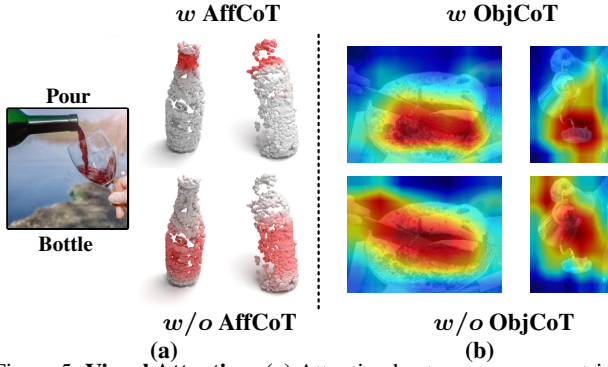 w AffCoT
w ObjCoT
Pour
Bottle
w/o AffCoT
w/o ObjCoT
(a)
(b)